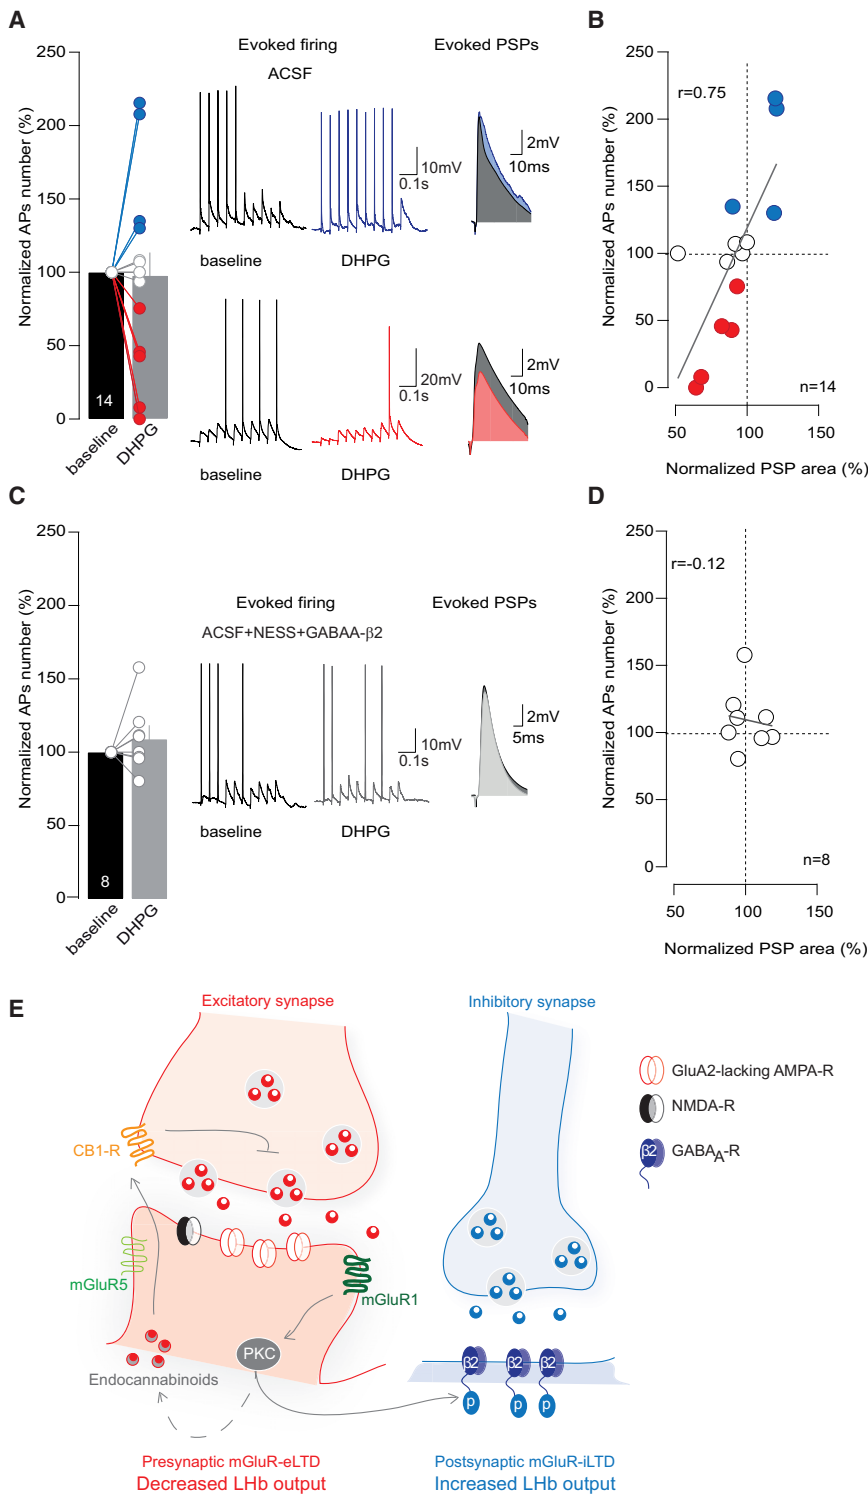 A
Evoked firing
Evoked PSPs
ACSF
Normalized APs number (%)
250
200
150
100
50
0
14
baseline
DHPG
baseline
DHPG
10mV
0.1s
2mV
10ms
baseline
DHPG
20mV
0.1s
2mV
10ms
B
Normalized APs number (%)
250
200
150
100
50
0
r=0.75
n=14
50
100
150
Normalized PSP area (%)
C
Evoked firing
Evoked PSPs
ACSF+NESS+GABAA-β2
Normalized APs number (%)
250
200
150
100
50
0
8
baseline
DHPG
baseline
DHPG
10mV
0.1s
2mV
5ms
D
Normalized APs number (%)
250
200
150
100
50
0
r=-0.12
n=8
50
100
150
Normalized PSP area (%)
E
Excitatory synapse
Inhibitory synapse
GluA2-lacking AMPA-R
NMDA-R
β2
GABAA-R
CB1-R
mGluR5
mGluR1
PKC
Endocannabinoids
β2
β2
β2
p
p
p
Presynaptic mGluR-eLTD
Decreased LHb output
Postsynaptic mGluR-iLTD
Increased LHb output